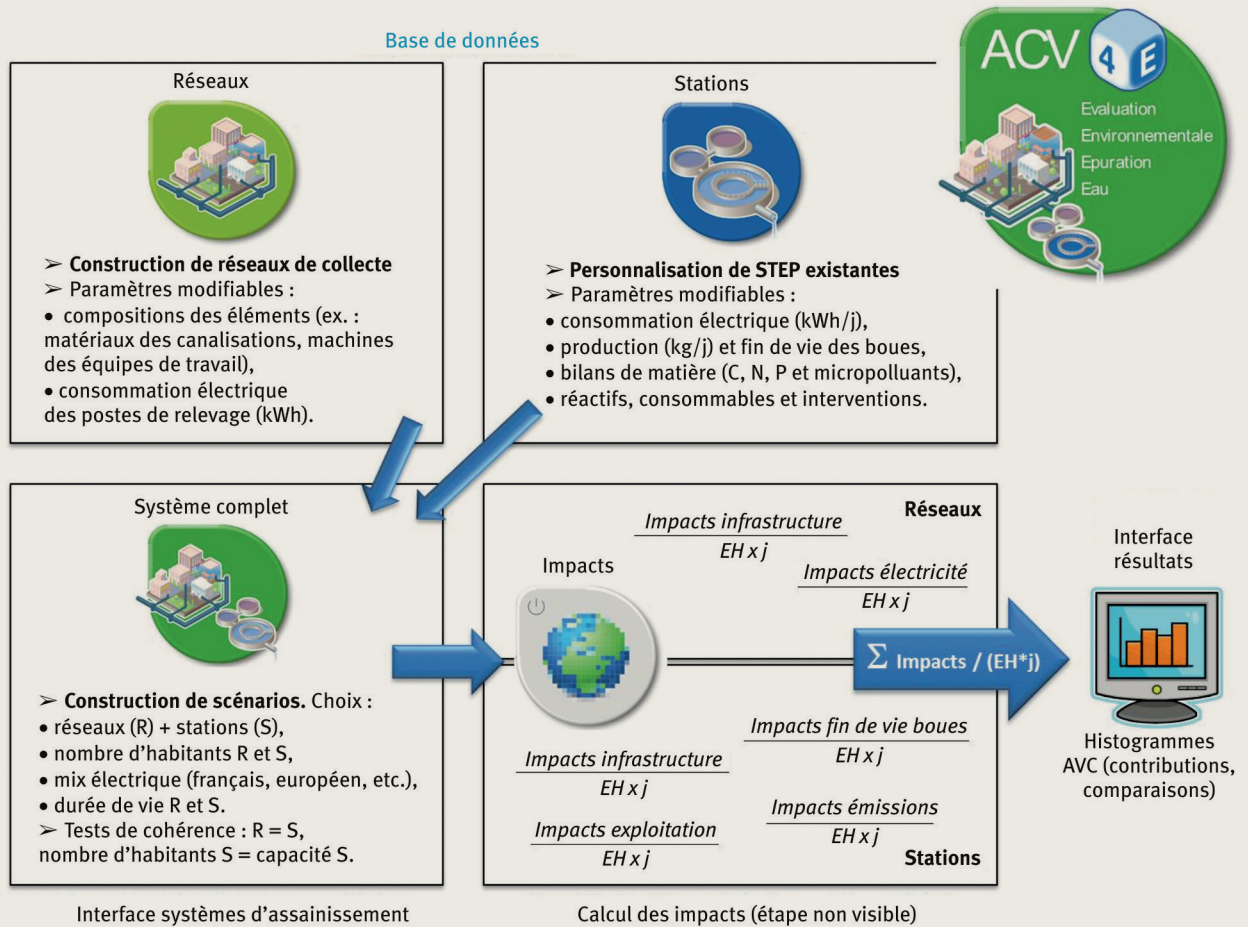 Base de données
Réseaux
➢ Construction de réseaux de collecte
➢ Paramètres modifiables :
• compositions des éléments (ex. :
matériaux des canalisations, machines
des équipes de travail),
• consommation électrique
des postes de relevage (kWh).
Stations
➢ Personnalisation de STEP existantes
➢ Paramètres modifiables :
• consommation électrique (kWh/j),
• production (kg/j) et fin de vie des boues,
• bilans de matière (C, N, P et micropolluants),
• réactifs, consommables et interventions.
ACV 4 E
Evaluation
Environnementale
Epuration
Eau
Système complet
➢ Construction de scénarios. Choix :
• réseaux (R) + stations (S),
• nombre d'habitants R et S,
• mix électrique (français, européen, etc.),
• durée de vie R et S.
➢ Tests de cohérence : R = S,
nombre d'habitants S = capacité S.
Interface systèmes d'assainissement
Impacts
Réseaux
Impacts infrastructure
EH x j
Impacts électricité
EH x j
Σ Impacts / (EH*j)
Impacts fin de vie boues
EH x j
Impacts infrastructure
EH x j
Impacts émissions
EH x j
Impacts exploitation
EH x j
Stations
Calcul des impacts (étape non visible)
Interface
résultats
Histogrammes
AVC (contributions,
comparaisons)